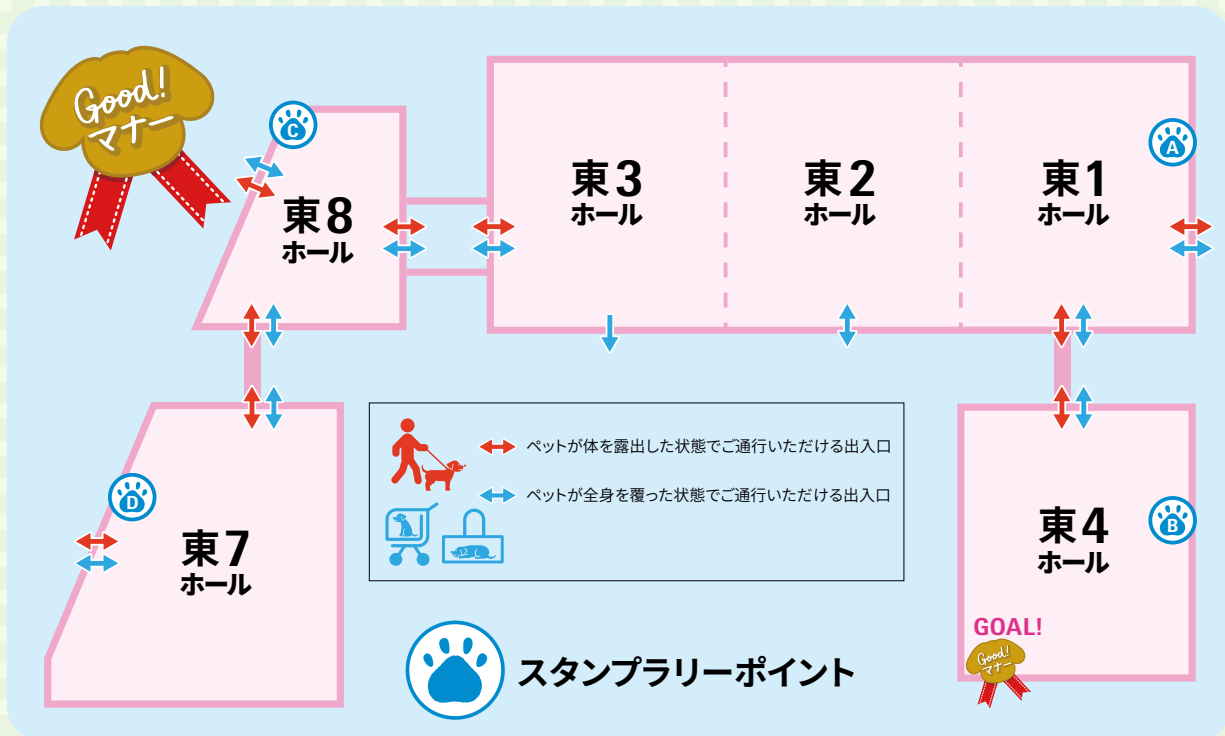 Good!
マナー
C
東8
ホール
東3
ホール
東2
ホール
東1
ホール
A
ペットが体を露出した状態でご通行いただける出入口
ペットが全身を覆った状態でご通行いただける出入口
D
東7
ホール
東4
ホール
B
GOAL!
Good!
マナー
スタンプラリーポイント